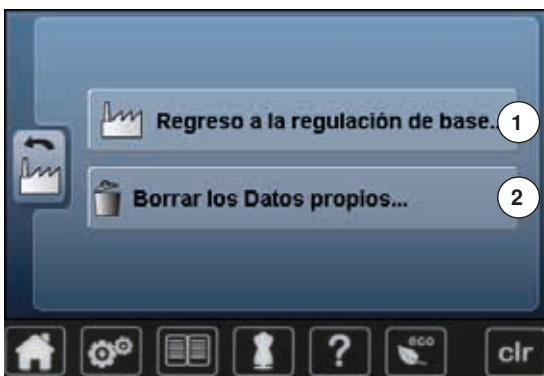 Regreso a la regulación de base..
1
Borrar los Datos propios...
2
?
eco
clr